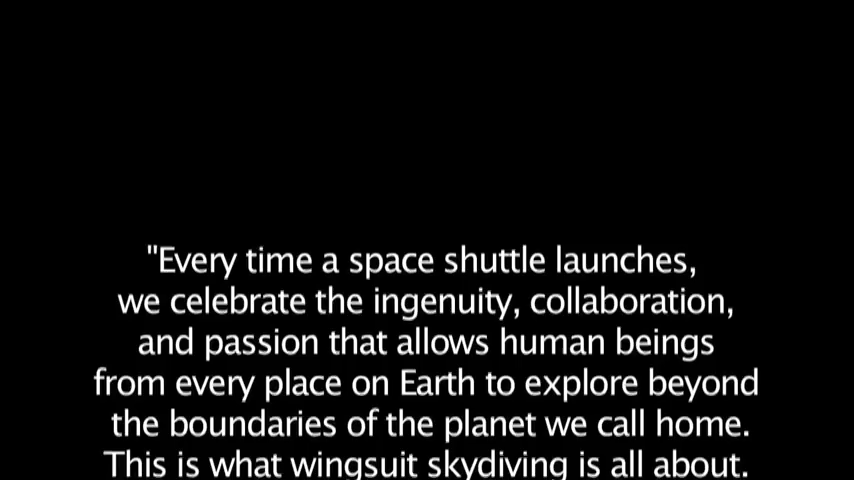 "Every time a space shuttle launches,
we celebrate the ingenuity, collaboration,
and passion that allows human beings
from every place on Earth to explore beyond
the boundaries of the planet we call home.
This is what wingsuit skydiving is all about.